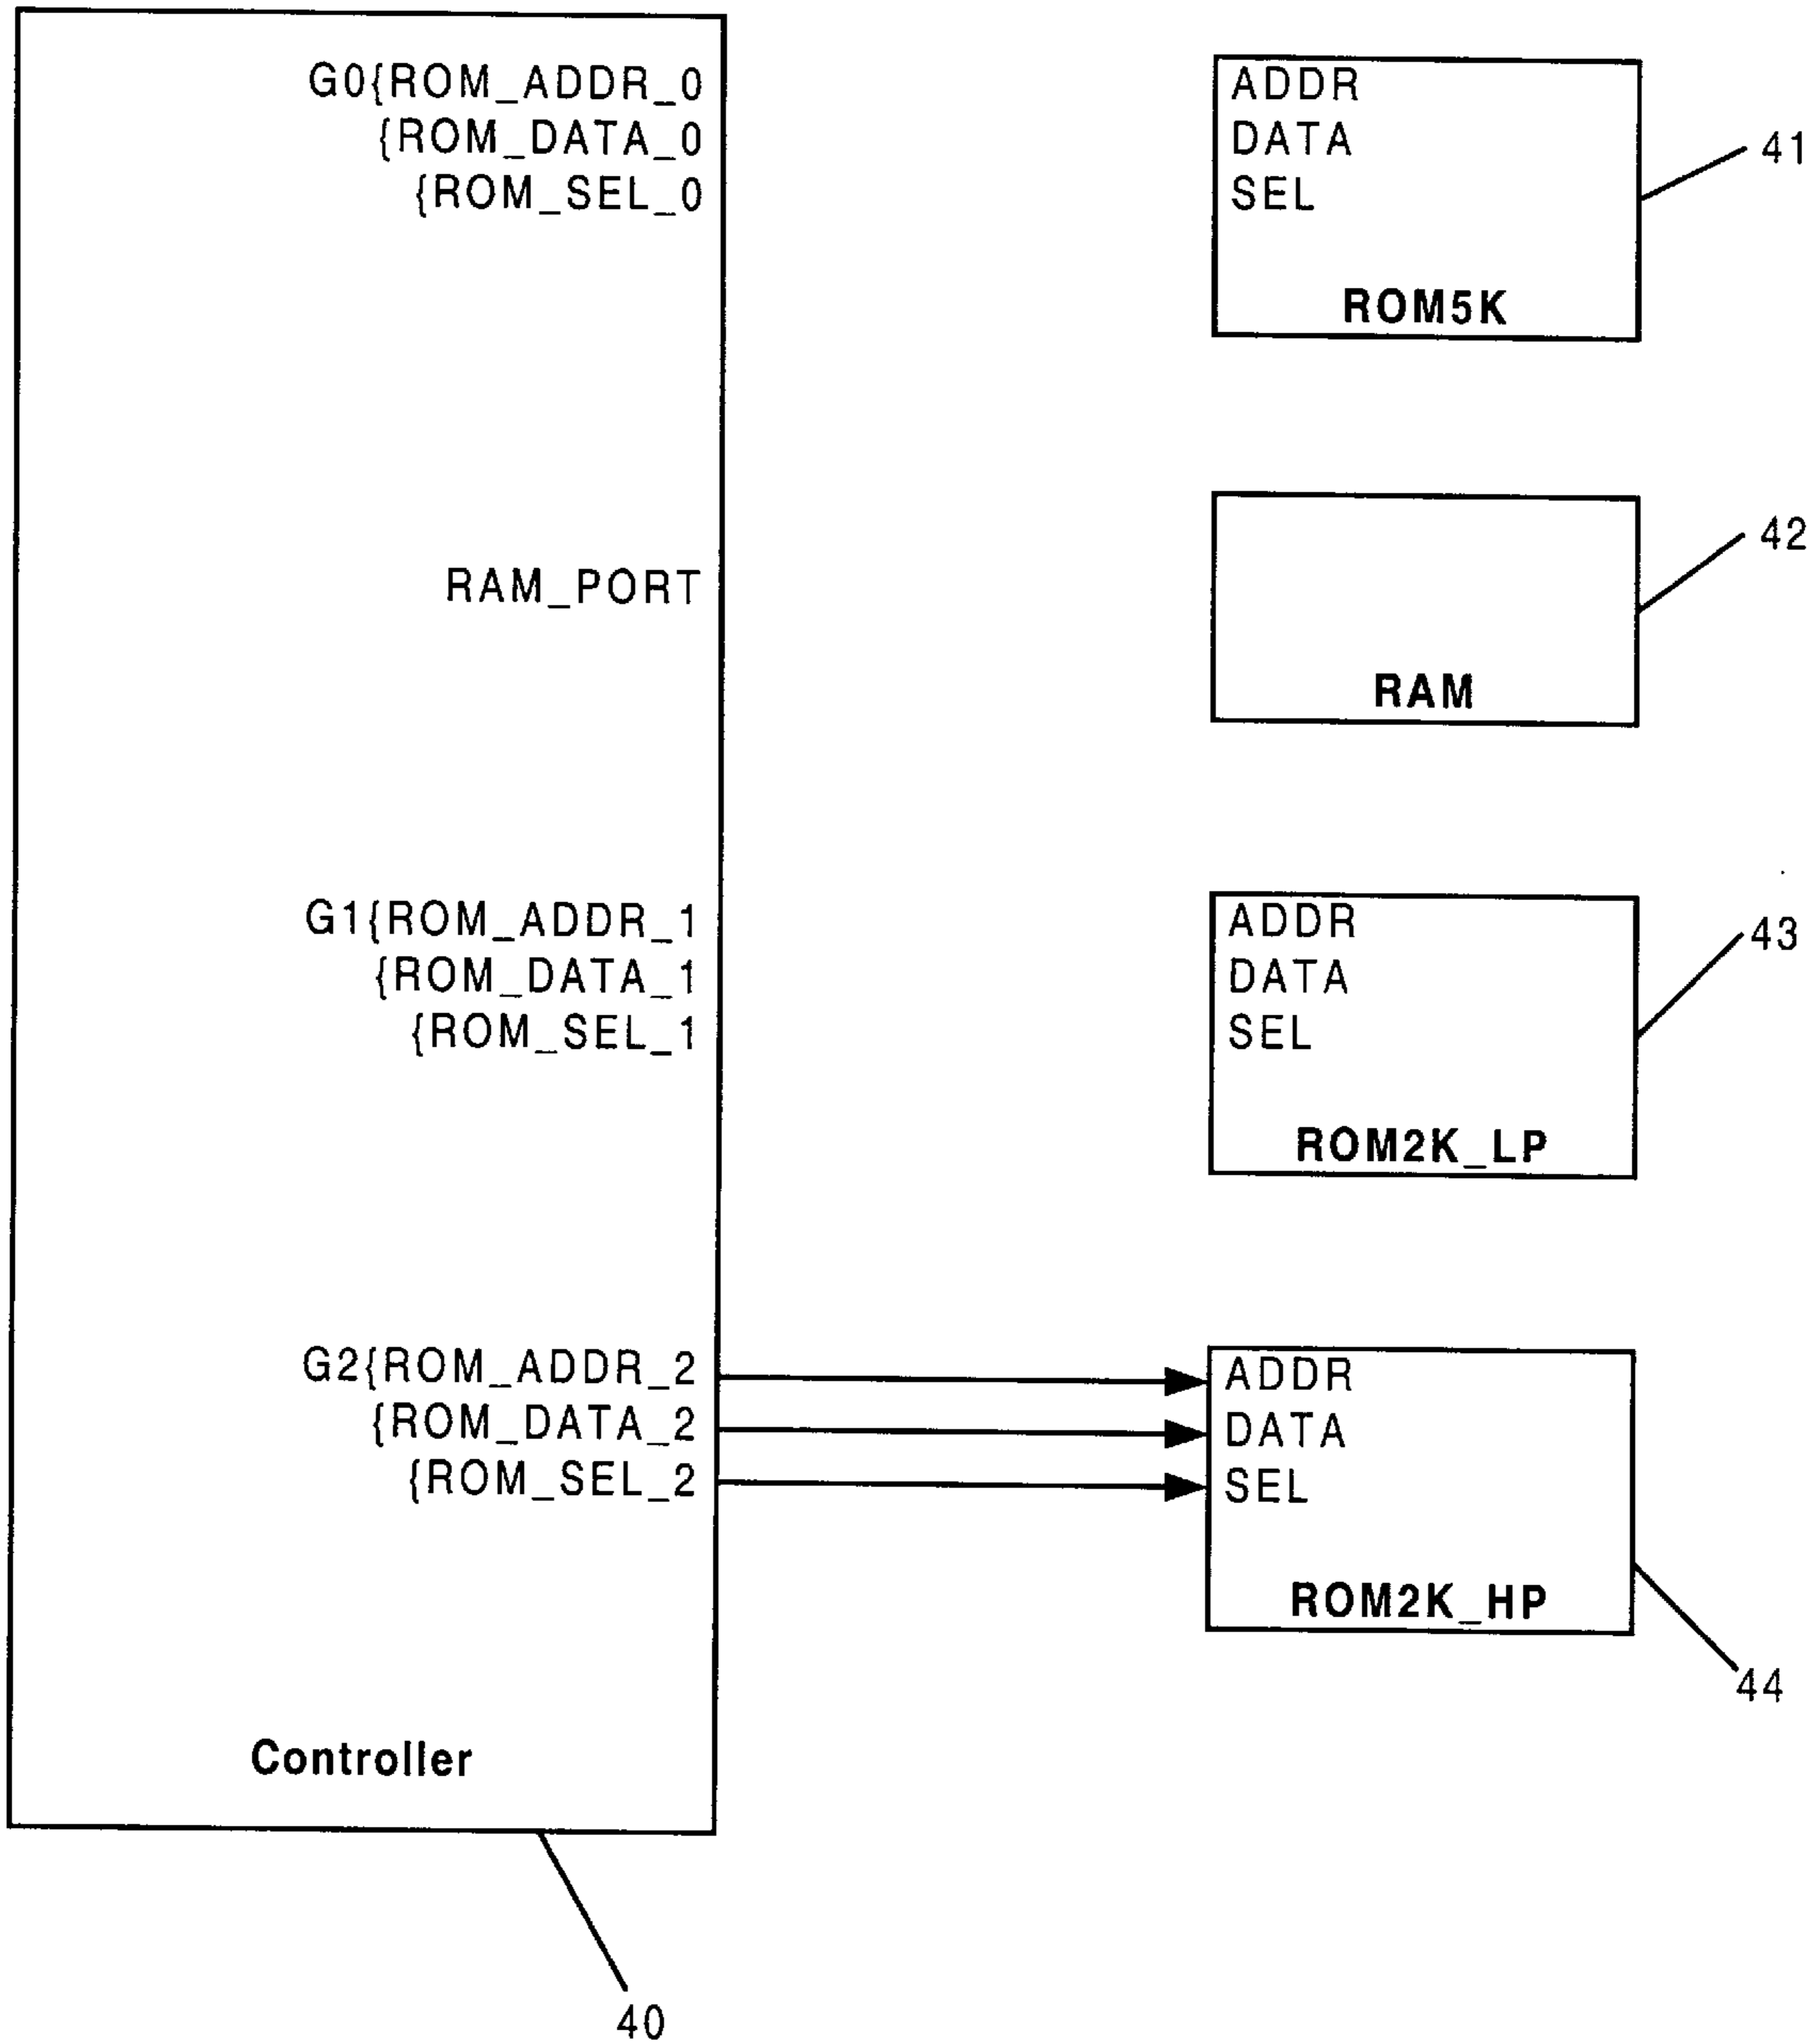 G0{ROM_ADDR_0
{ROM_DATA_0
{ROM_SEL_0
RAM_PORT
G1{ROM_ADDR_1
{ROM_DATA_1
{ROM_SEL_1
G2{ROM_ADDR_2
{ROM_DATA_2
{ROM_SEL_2
Controller
40
ADDR
DATA
SEL
ROM5K
41
RAM
42
ADDR
DATA
SEL
ROM2K_LP
43
ADDR
DATA
SEL
ROM2K_HP
44